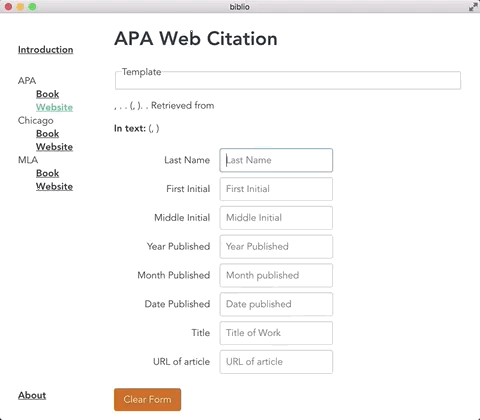 biblio
Introduction
APA
Book
Website
Chicago
Book
Website
MLA
Book
Website
About
APA Web Citation
Template
, . . (, ). . Retrieved from
In text: (, )
Last Name Last Name
First Initial First Initial
Middle Initial Middle Initial
Year Published Year Published
Month Published Month published
Date Published Date published
Title Title of Work
URL of article URL of article
Clear Form